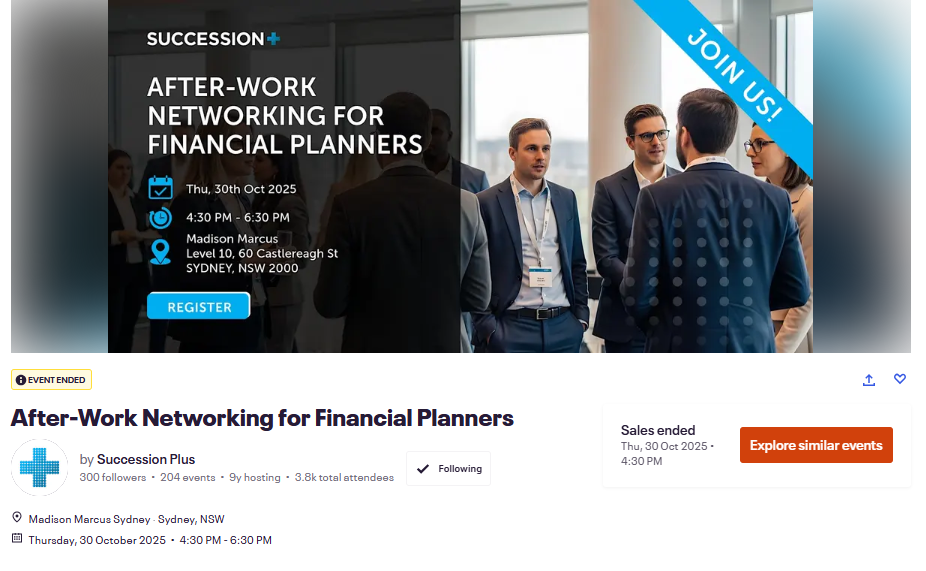 SUCCESSION+
JOIN US!
AFTER-WORK
NETWORKING FOR
FINANCIAL PLANNERS
Thu, 30th Oct 2025
4:30 PM - 6:30 PM
Madison Marcus
Level 10, 60 Castlereagh St
SYDNEY, NSW 2000
REGISTER
EVENT ENDED
After-Work Networking for Financial Planners
by Succession Plus
300 followers • 204 events • 9y hosting • 3.8k total attendees
Following
Sales ended
Thu, 30 Oct 2025 •
4:30 PM
Explore similar events
Madison Marcus Sydney · Sydney, NSW
Thursday, 30 October 2025 • 4:30 PM - 6:30 PM